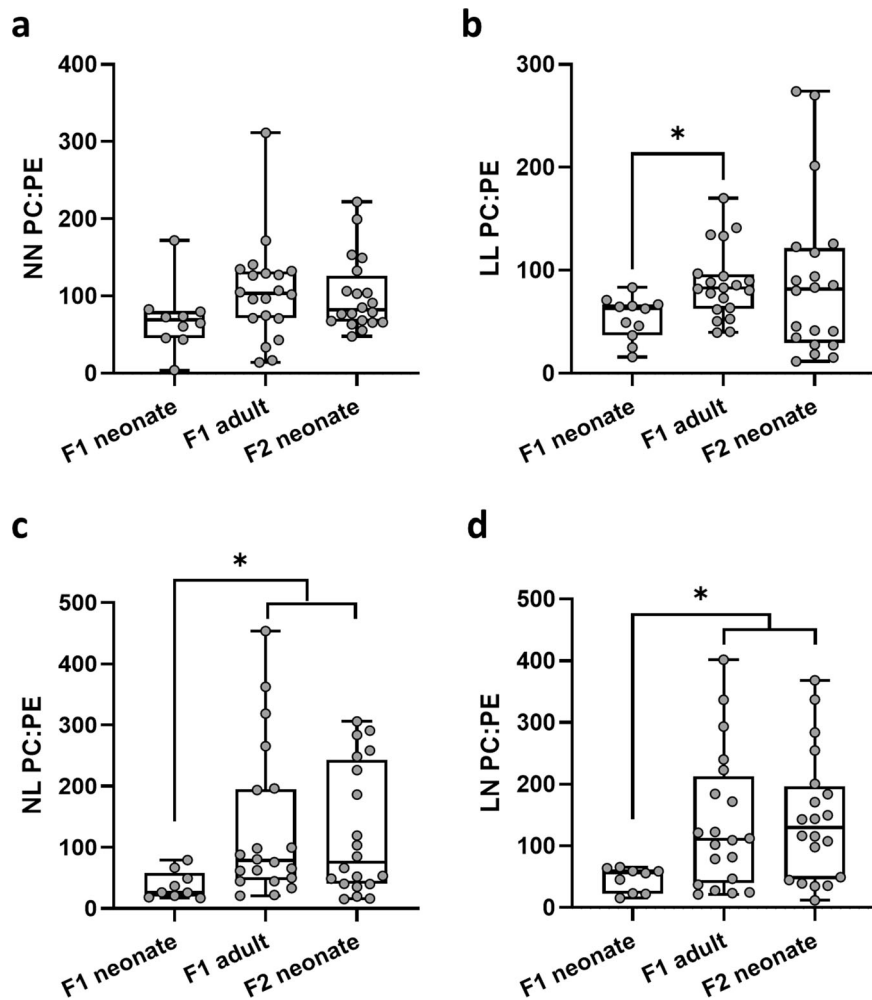 a
NN PC:PE
400
300
200
100
0
F1 neonate
F1 adult
F2 neonate
b
LL PC:PE
300
200
100
0
*
F1 neonate
F1 adult
F2 neonate
c
NL PC:PE
500
400
300
200
100
0
*
F1 neonate
F1 adult
F2 neonate
d
LN PC:PE
500
400
300
200
100
0
*
F1 neonate
F1 adult
F2 neonate